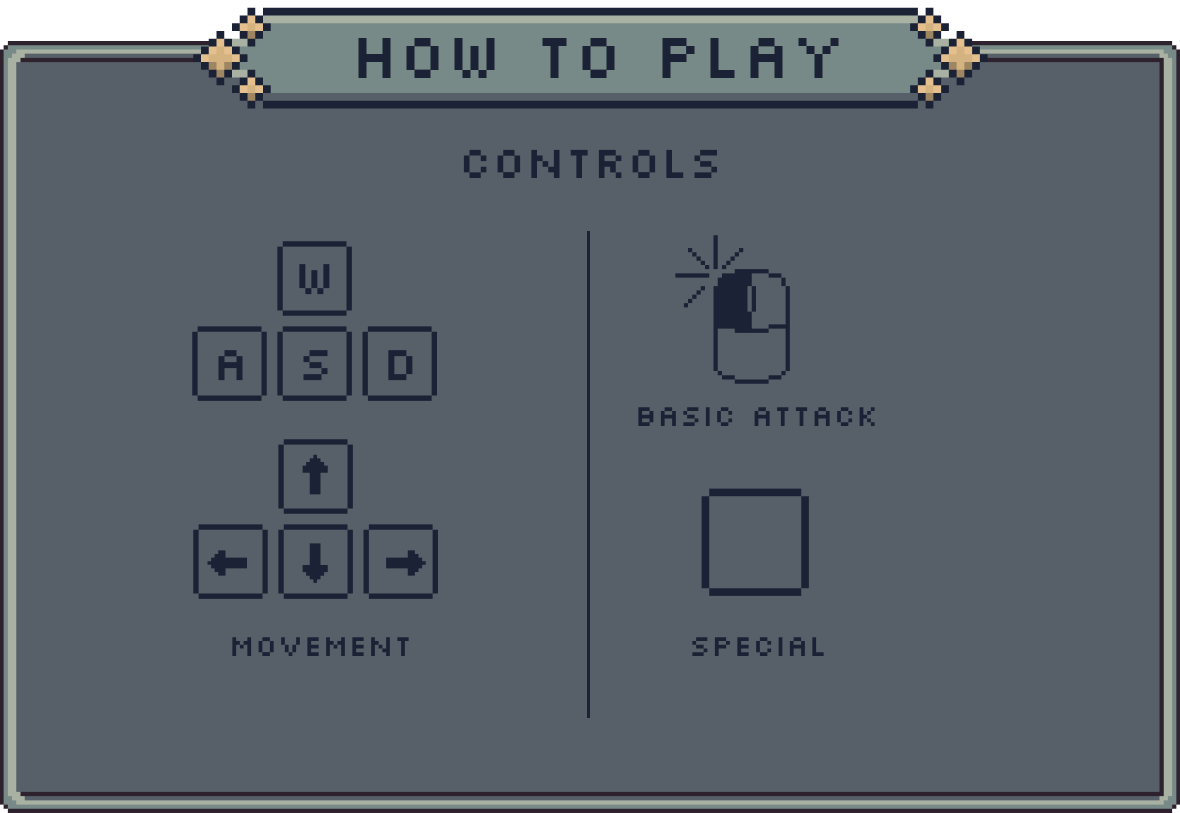 HOW TO PLAY
CONTROLS
W
A S D
↑
← ↓ →
MOVEMENT
BASIC ATTACK
SPECIAL